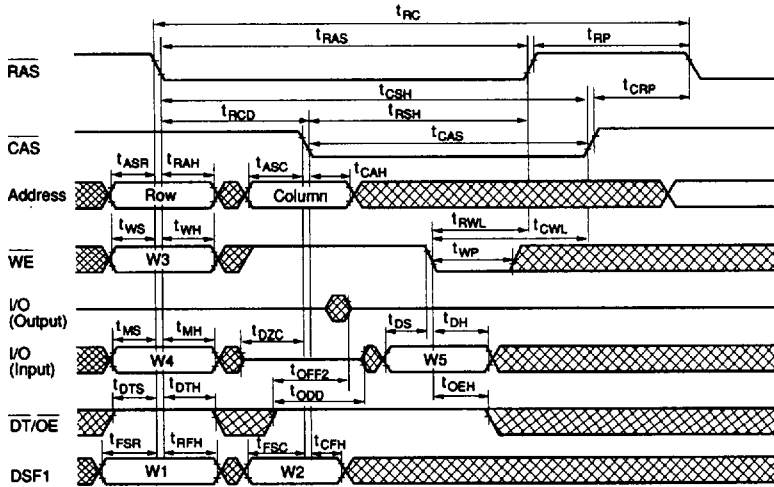 tRC
tRAS tRP
RAS
tCSH tCRP
tRCD tRSH
CAS tCAS
tASR tRAH tASC tCAH
Address Row Column
tWS tWH tRWL tCWL
WE W3 tWP
I/O
(Output)
tMS tMH tDZC tDS tDH
I/O
(Input) W4 W5
tDTS tDTH tOFF2 tOEH
tODD
DT/OE
tFSR tRFH tFSC tCFH
DSF1 W1 W2